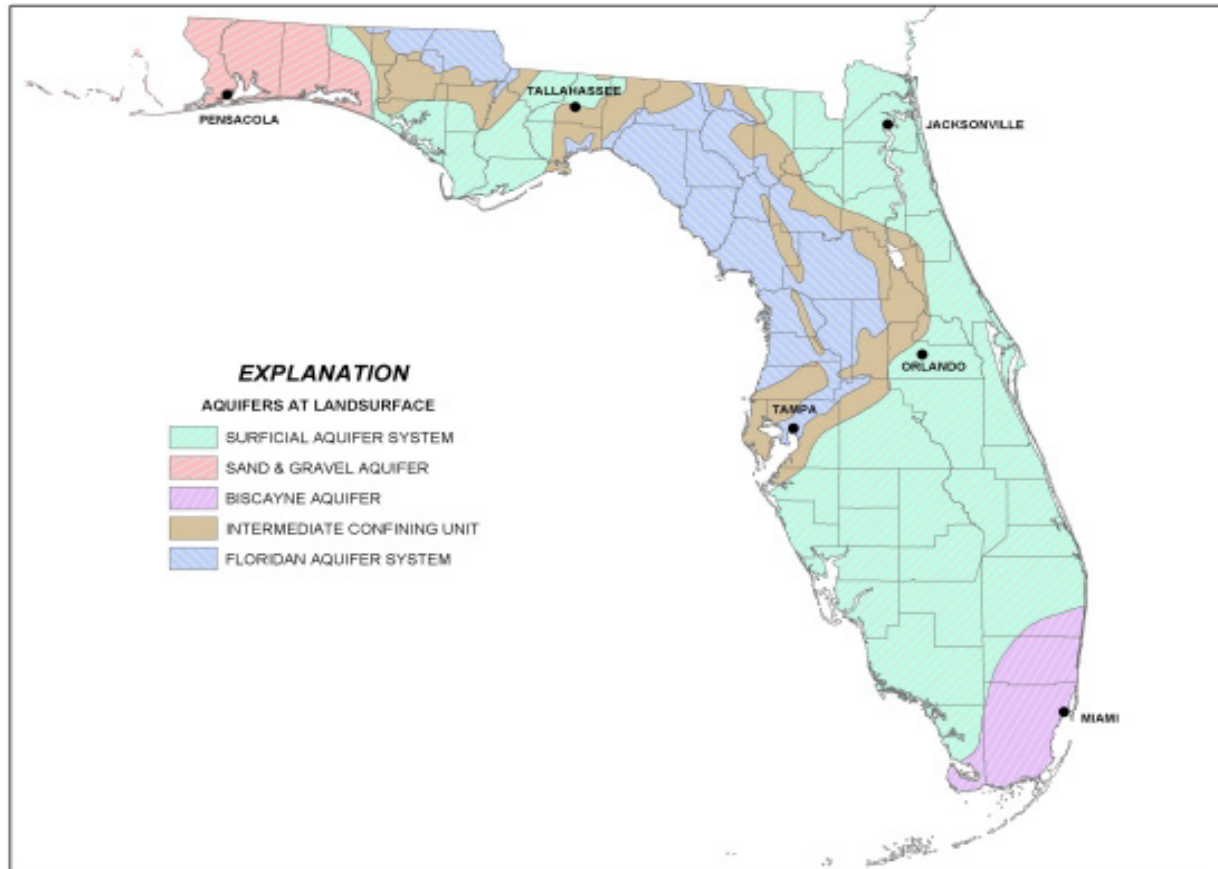 TALLAHASSEE
PENSACOLA
JACKSONVILLE
EXPLANATION
AQUIFERS AT LANDSURFACE
SURFICIAL AQUIFER SYSTEM
SAND & GRAVEL AQUIFER
BISCAYNE AQUIFER
INTERMEDIATE CONFINING UNIT
FLORIDAN AQUIFER SYSTEM
ORLANDO
TAMPA
MIAMI